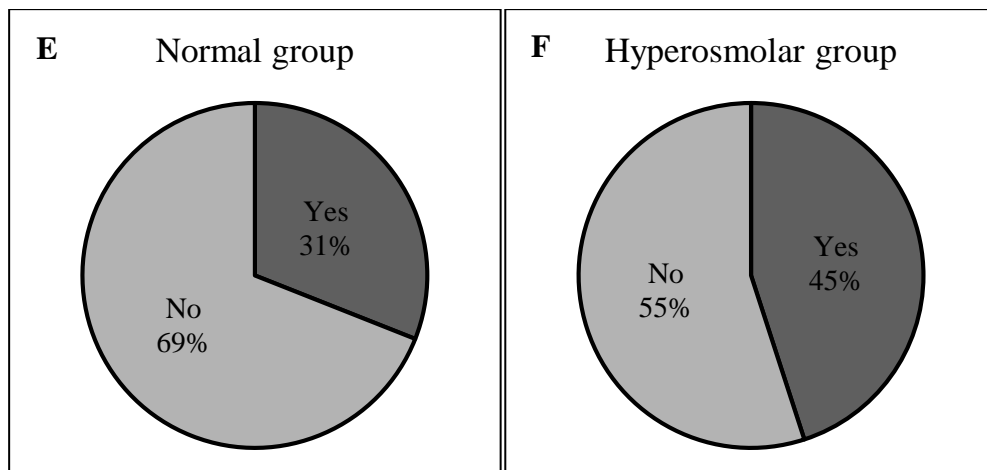 E
Normal group
Yes
31%
No
69%
F
Hyperosmolar group
Yes
45%
No
55%